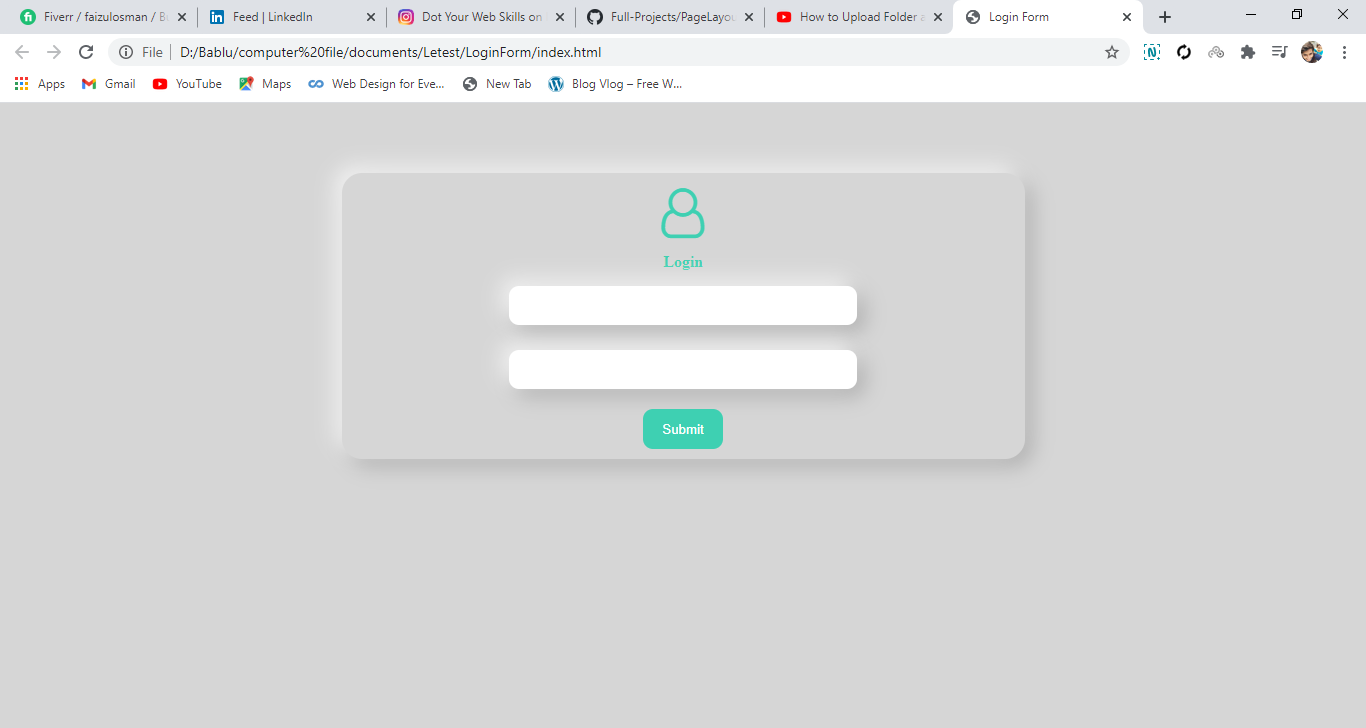 Fiverr / faizulosman / Bu
Feed | LinkedIn
Dot Your Web Skills on
Full-Projects/PageLayou
How to Upload Folder a
Login Form
File
D:/Bablu/computer%20file/documents/Letest/LoginForm/index.html
Apps
Gmail
YouTube
Maps
Web Design for Eve...
New Tab
Blog Vlog – Free W...
Login
Submit